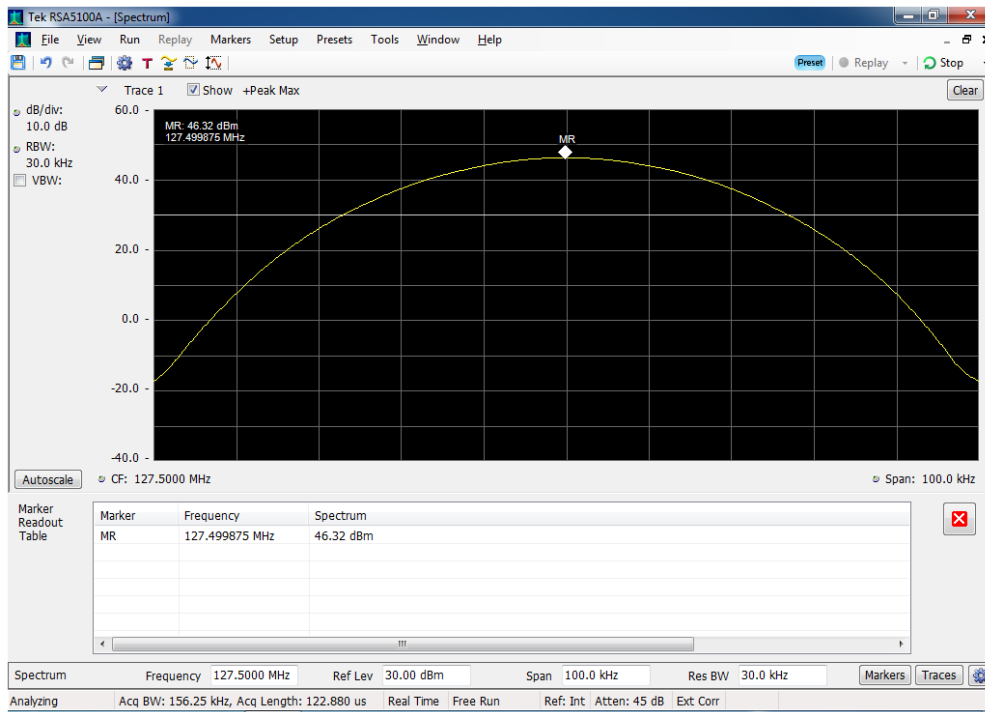 Tek RSA5100A - [Spectrum]
File View Run Replay Markers Setup Presets Tools Window Help
T Preset Replay Stop
Trace 1 Show +Peak Max Clear
dB/div:
10.0 dB
RBW:
30.0 kHz
VBW:
60.0 -
40.0 -
20.0 -
0.0 -
-20.0 -
-40.0 -
MR: 46.32 dBm
127.499875 MHz
MR
Autoscale CF: 127.5000 MHz Span: 100.0 kHz
Marker
Readout
Table
Marker Frequency Spectrum
MR 127.499875 MHz 46.32 dBm
Spectrum Frequency 127.5000 MHz Ref Lev 30.00 dBm Span 100.0 kHz Res BW 30.0 kHz Markers Traces
Analyzing Acq BW: 156.25 kHz, Acq Length: 122.880 us Real Time Free Run Ref: Int Atten: 45 dB Ext Corr